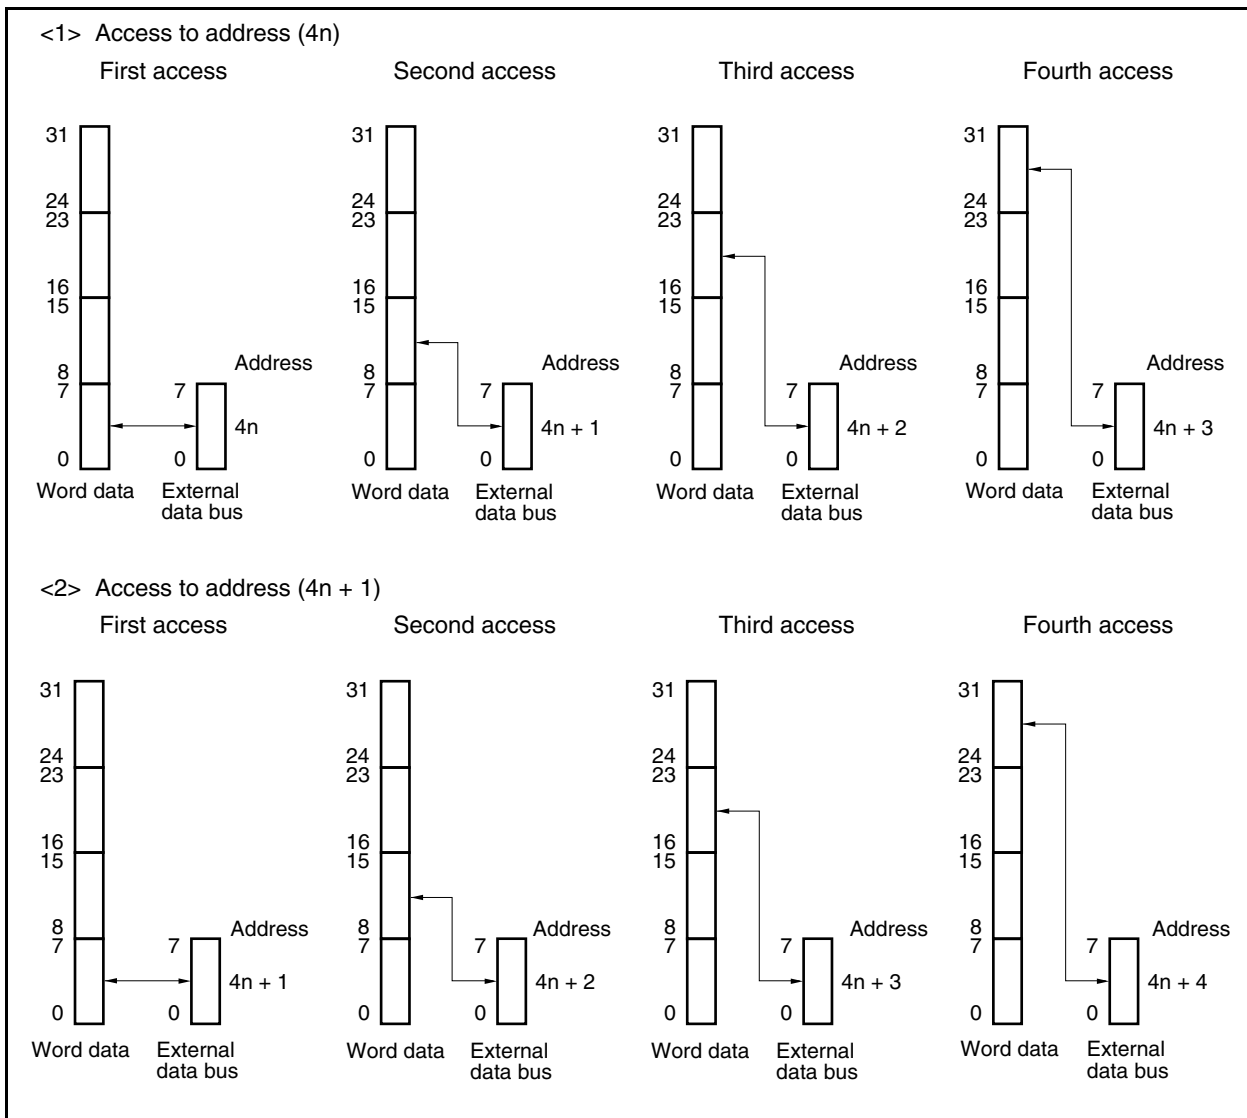 <1> Access to address (4n)
First access Second access Third access Fourth access
31 31 31 31
24 24 24 24
23 23 23 23
16 16 16 16
15 15 15 15
Address Address Address Address
8 8 8 8
7 7 7 7 7 7 7 7
4n 4n + 1 4n + 2 4n + 3
0 0 0 0 0 0 0 0
Word data External Word data External Word data External Word data External
data bus data bus data bus data bus
<2> Access to address (4n + 1)
First access Second access Third access Fourth access
31 31 31 31
24 24 24 24
23 23 23 23
16 16 16 16
15 15 15 15
8 Address 8 Address 8 Address 8 Address
7 7 7 7 7 7 7 7
4n + 1 4n + 2 4n + 3 4n + 4
0 0 0 0 0 0 0 0
Word data External Word data External Word data External Word data External
data bus data bus data bus data bus